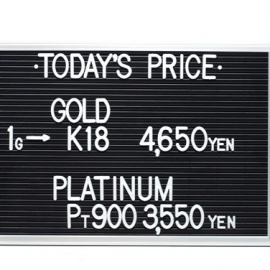 ·TODAY'S PRICE·
GOLD
1G→ K18 4,650YEN
PLATINUM
PT900 3,550YEN